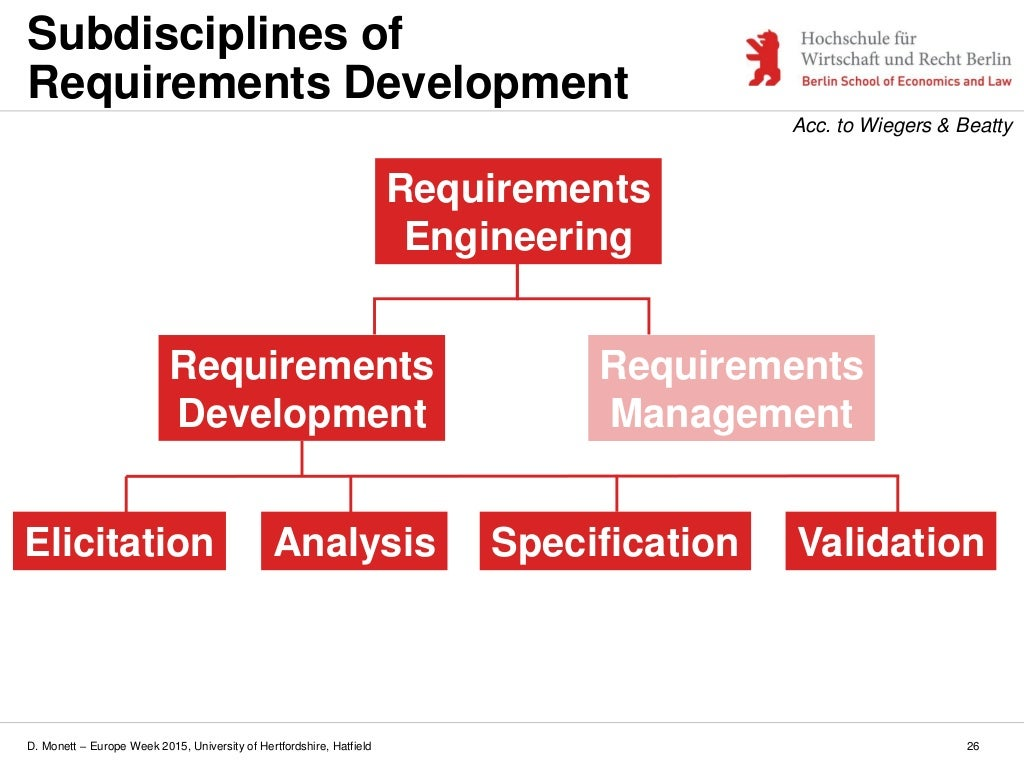 Subdisciplines of
Requirements Development
Hochschule für
Wirtschaft und Recht Berlin
Berlin School of Economics and Law
Acc. to Wiegers & Beatty
Requirements
Engineering
Requirements
Development
Requirements
Management
Elicitation
Analysis
Specification
Validation
D. Monett – Europe Week 2015, University of Hertfordshire, Hatfield
26